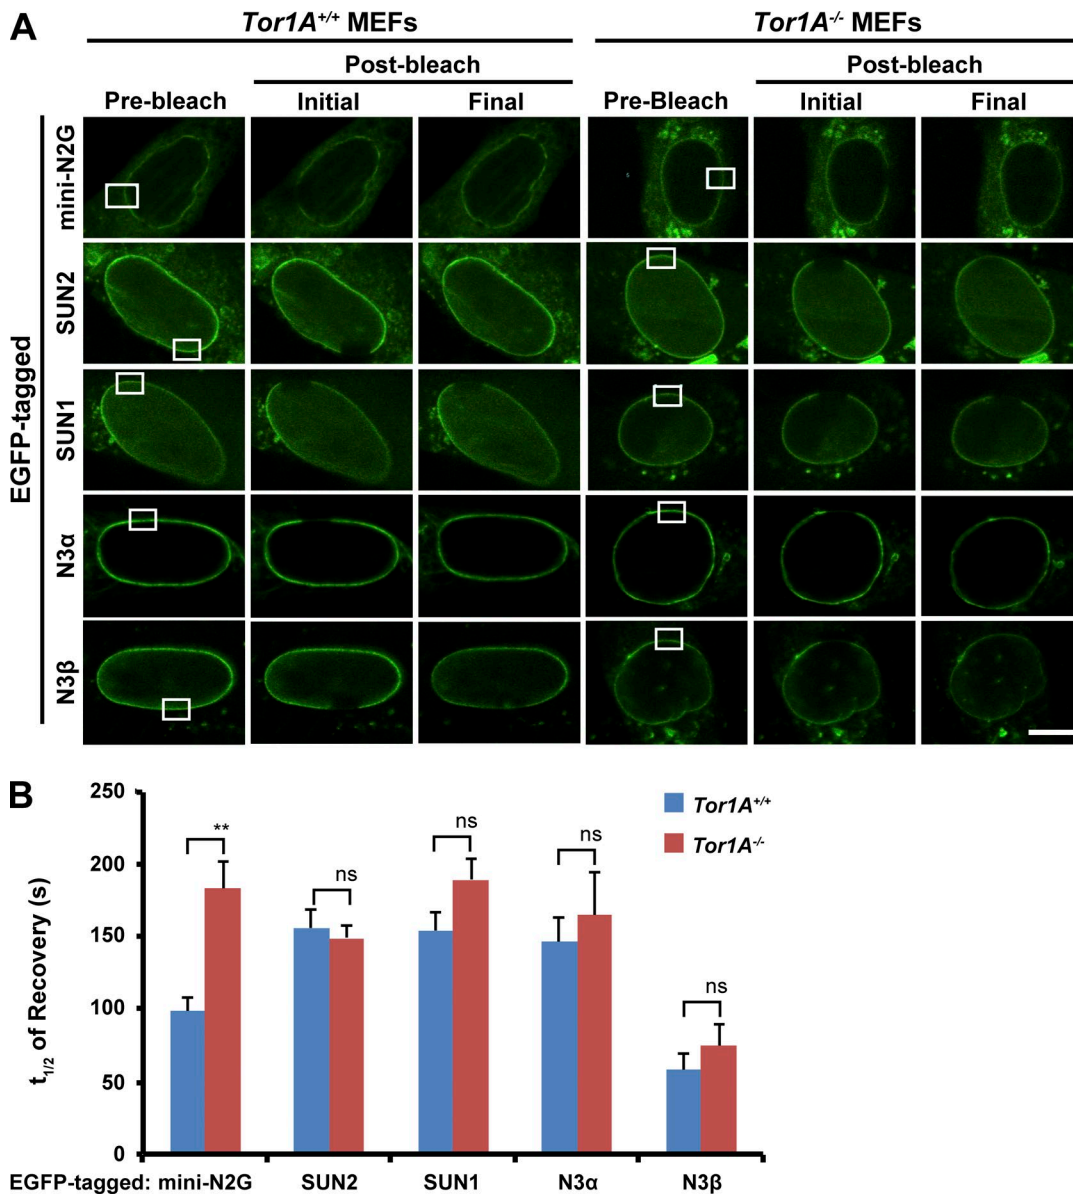 A
Tor1A+/+ MEFs
Tor1A-/- MEFs
Post-bleach
Post-bleach
Pre-bleach
Initial
Final
Pre-Bleach
Initial
Final
EGFP-tagged
mini-N2G
SUN2
SUN1
N3α
N3β
B
t1/2 of Recovery (s)
250
200
150
100
50
0
**
ns
ns
ns
ns
Tor1A+/+
Tor1A-/-
EGFP-tagged: mini-N2G SUN2 SUN1 N3α N3β